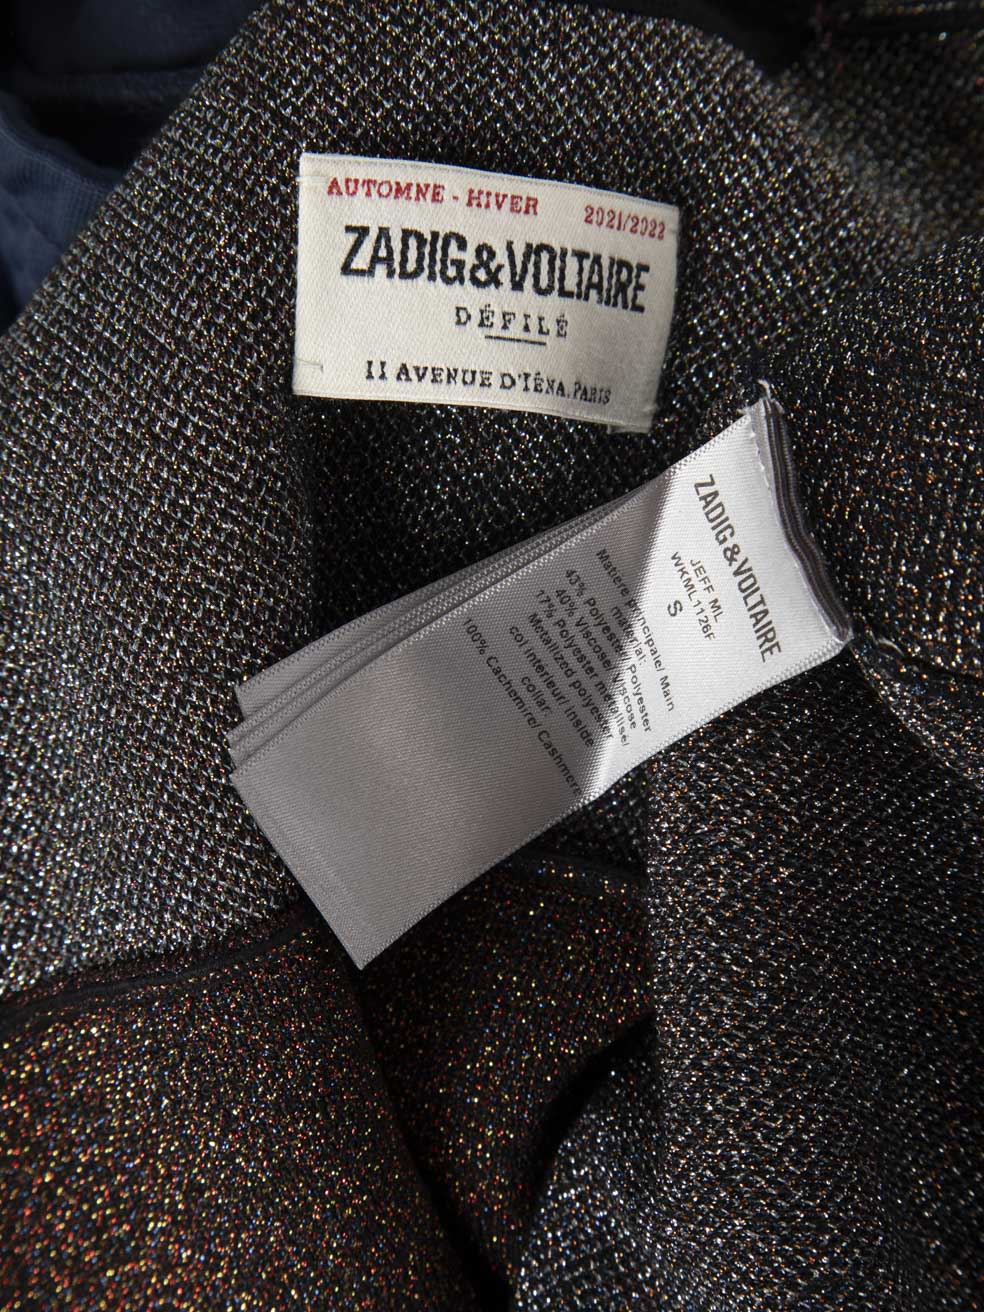 AUTOMNE - HIVER 2021/2022
ZADIG&VOLTAIRE
DÉFILÉ
11 AVENUE D'IÉNA, PARIS
ZADIG&VOLTAIRE
JEFF ML
WKML1126F
S
Matière principale/ Main
material:
43% Polyester/ Polyester
40% Viscose/ Viscose
17% Polyester métallisé/
Metallized polyester
col intérieur/ Inside
collar:
100% Cachemire/ Cashmere